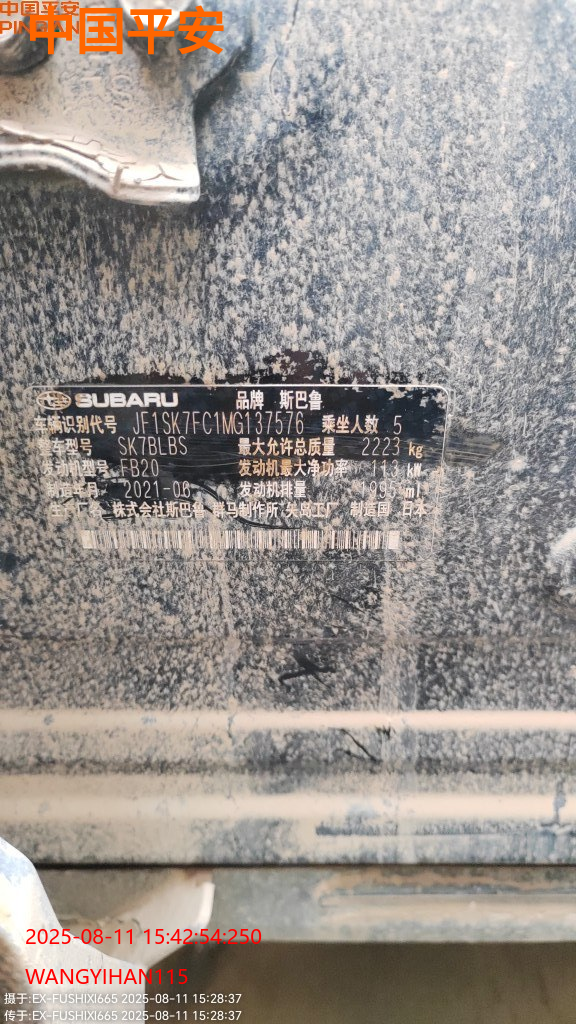 中国平安
PING AN
中国平安
SUBARU 品牌 斯巴鲁
车辆识别代号 JF1SK7FC1MG137576 乘坐人数 5
整车型号 SK7BLBS 最大允许总质量 2223 kg
发动机型号 FB20 发动机最大净功率 113 kW
制造年月 2021-06 发动机排量 1995 ml
生产厂名 株式会社斯巴鲁 群马制作所 矢岛工厂 制造国 日本
2025-08-11 15:42:54:250
WANGYIHAN115
摄于:EX-FUSHIXI665 2025-08-11 15:28:37
传于:EX-FUSHIXI665 2025-08-11 15:28:37